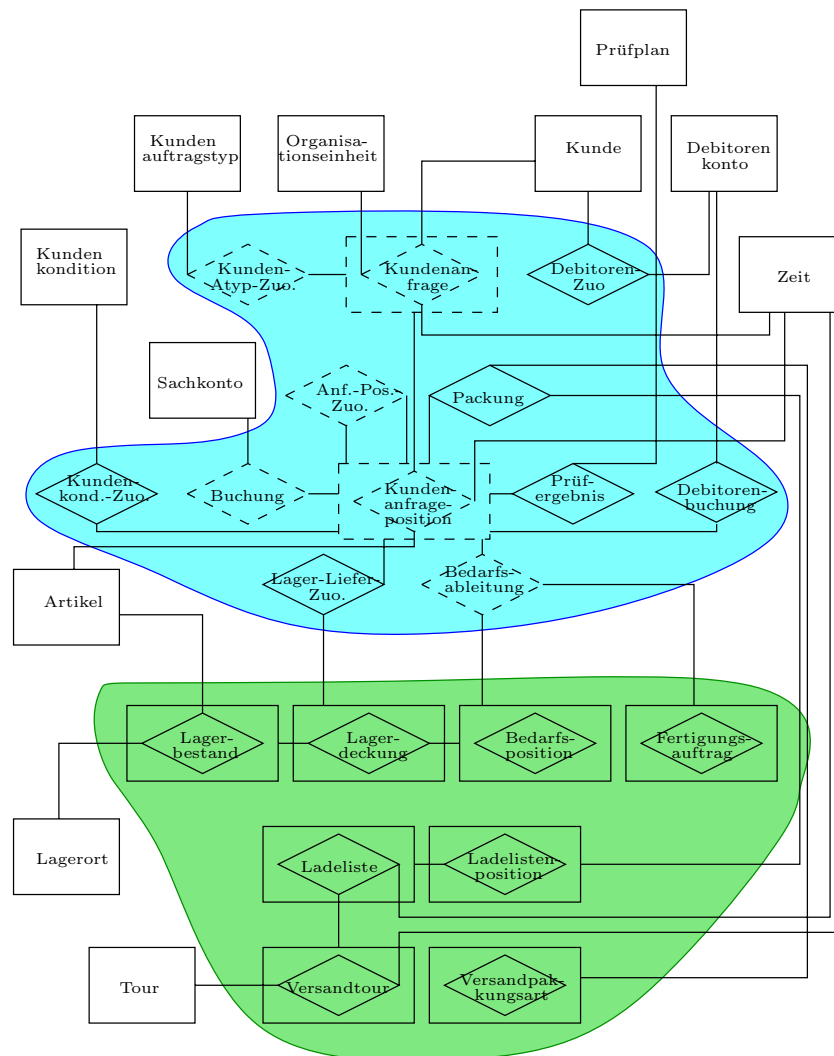 Prüfplan
Kunden
auftragstyp
Organisa-
tionseinheit
Kunde
Debitoren
konto
Kunden
kondition
Kunden-
Atyp-Zuo.
Kundenan-
frage
Debitoren-
Zuo
Zeit
Sachkonto
Anf.-Pos.-
Zuo.
Packung
Kunden-
kond.-Zuo.
Buchung
Kunden
anfrage-
position
Prüf-
ergebnis
Debitoren-
buchung
Artikel
Lager-Liefer-
Zuo.
Bedarfs-
ableitung
Lager-
bestand
Lager-
deckung
Bedarfs-
position
Fertigungs-
auftrag
Lagerort
Ladeliste
Ladelisten-
position
Tour
Versandtour
Versandpak-
kungsart